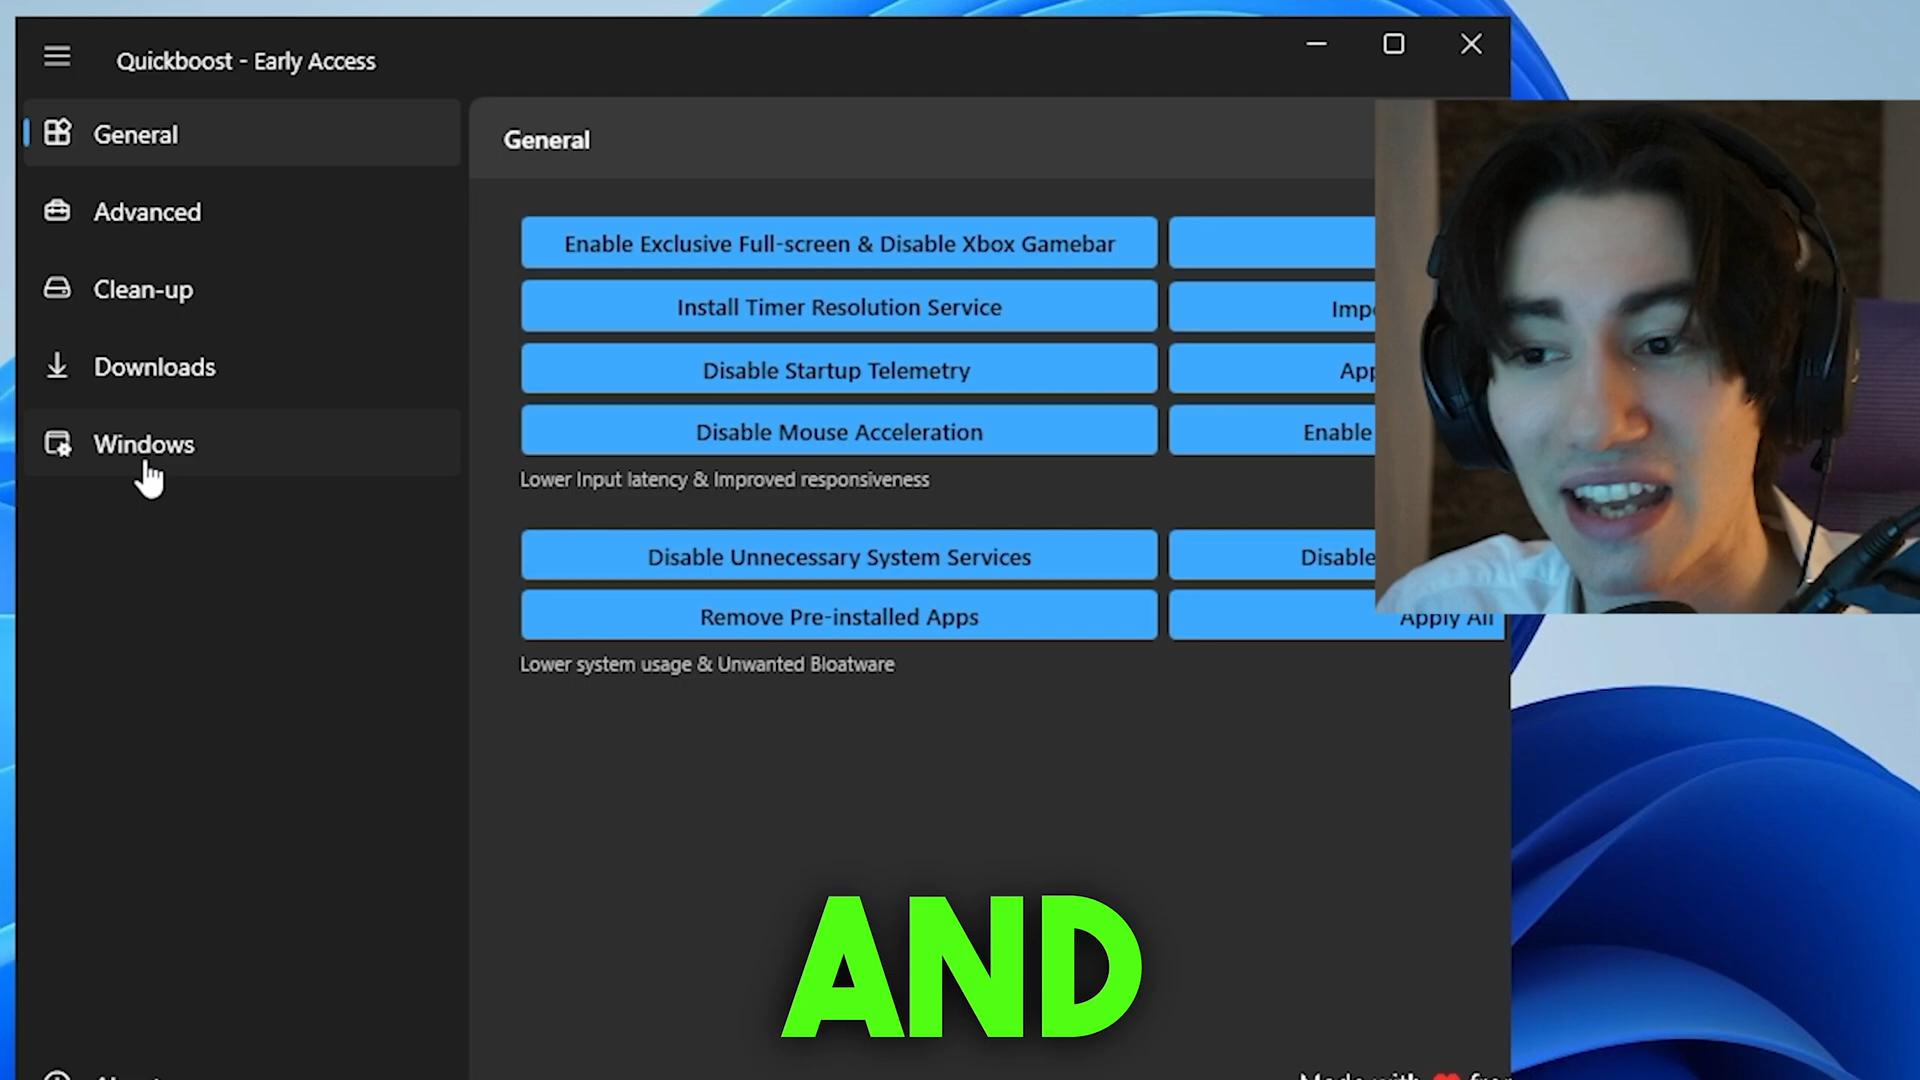 Quickboost - Early Access
General
Advanced
Clean-up
Downloads
Windows
General
Enable Exclusive Full-screen & Disable Xbox Gamebar
Install Timer Resolution Service
Disable Startup Telemetry
Disable Mouse Acceleration
Enable
Lower Input latency & Improved responsiveness
Disable Unnecessary System Services
Disable
Remove Pre-installed Apps
Apply All
Lower system usage & Unwanted Bloatware
AND
Made with